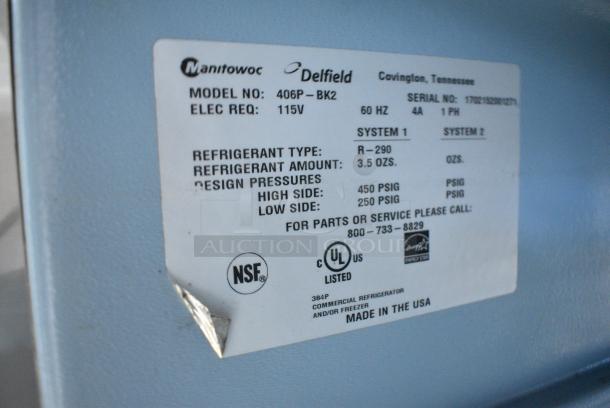 Manitowoc Delfield Covington, Tennessee
MODEL NO: 406P-BK2 SERIAL NO: 1702152001271
ELEC REQ: 115V 60 HZ 4A 1 PH
SYSTEM 1 SYSTEM 2
REFRIGERANT TYPE: R-290
REFRIGERANT AMOUNT: 3.5 OZS. OZS.
DESIGN PRESSURES
HIGH SIDE: 450 PSIG PSIG
LOW SIDE: 250 PSIG PSIG
FOR PARTS OR SERVICE PLEASE CALL:
800-733-8829
AUCTION GROUP
NSF
C UL US
LISTED
ENERGY STAR
384P
COMMERCIAL REFRIGERATOR
AND/OR FREEZER
MADE IN THE USA